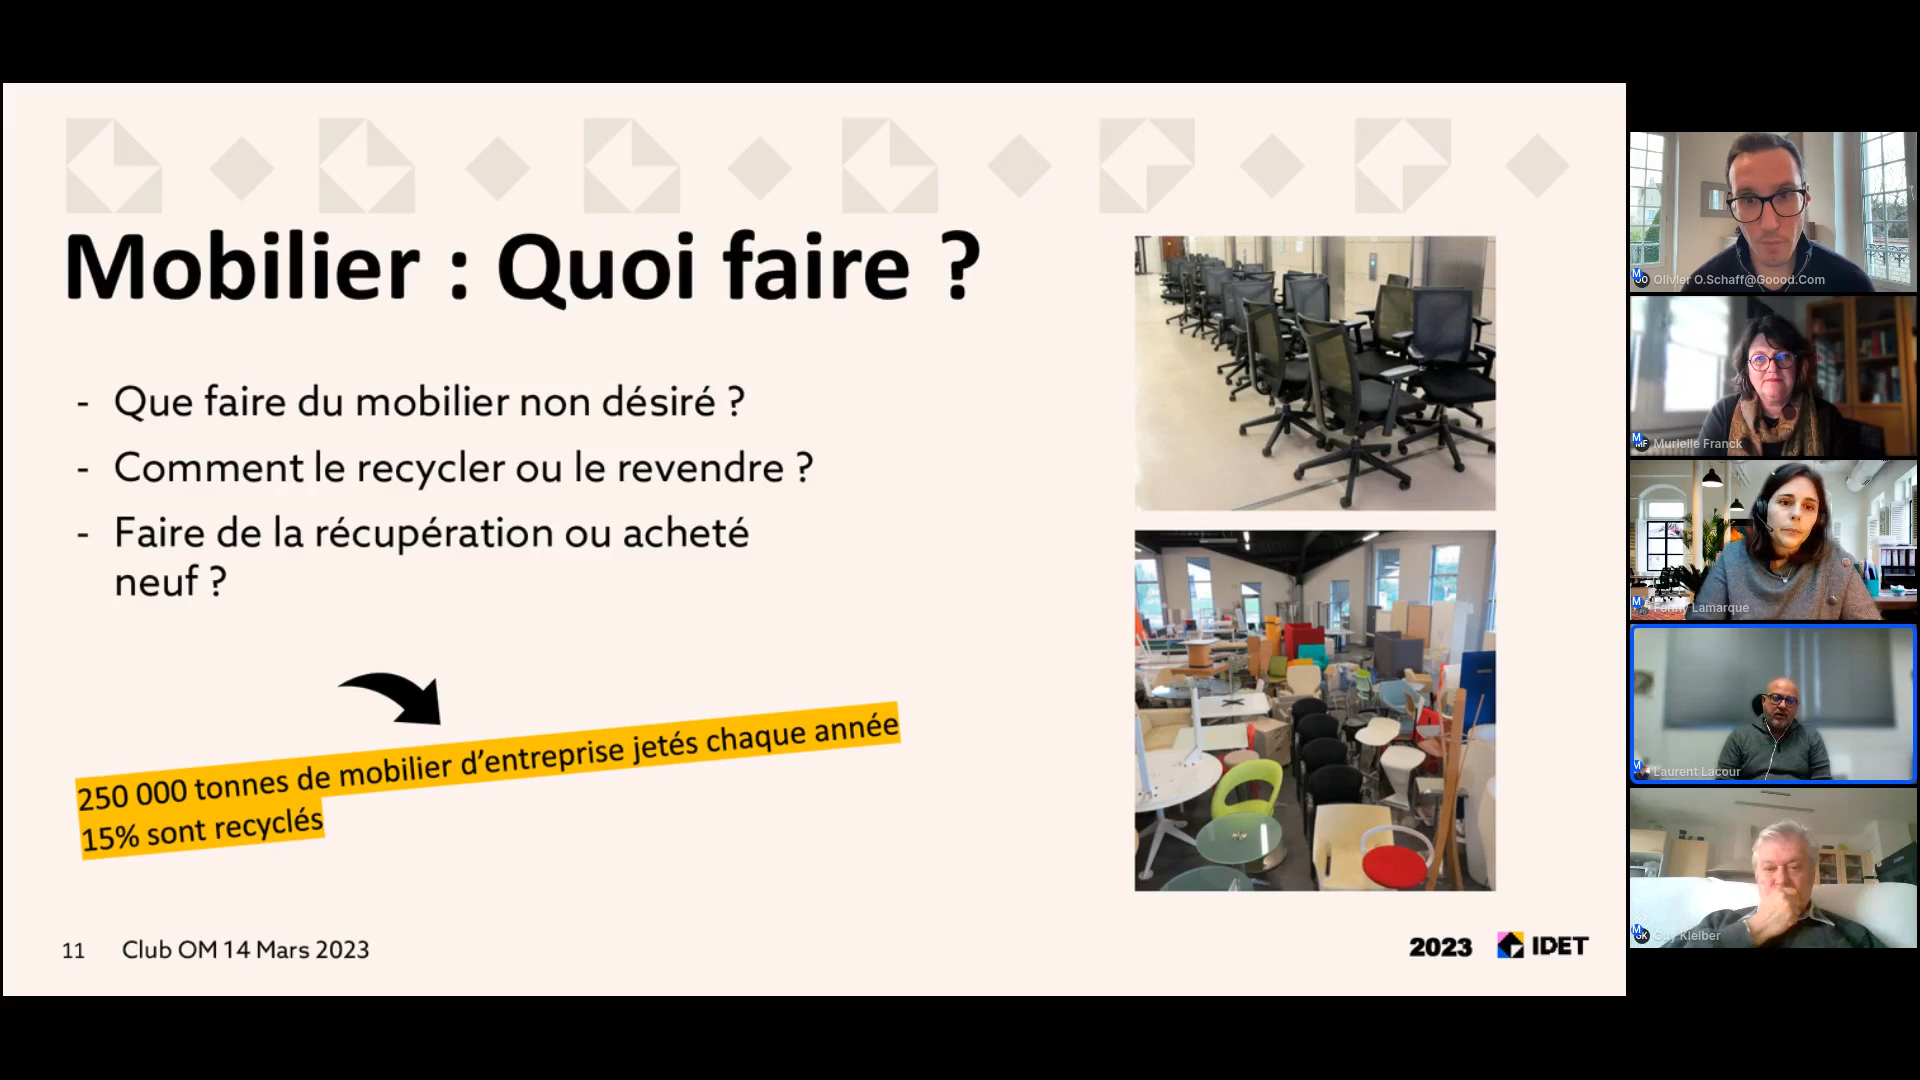 Mobilier : Quoi faire ?
- Que faire du mobilier non désiré ?
- Comment le recycler ou le revendre ?
- Faire de la récupération ou acheté
neuf ?
250 000 tonnes de mobilier d’entreprise jetés chaque année
15% sont recyclés
11 Club OM 14 Mars 2023
2023 IDET
Olivier O.Schaff@Goood.Com
Murielle Franck
Fanny Lamarque
Laurent Lacour
Guy Kleiber